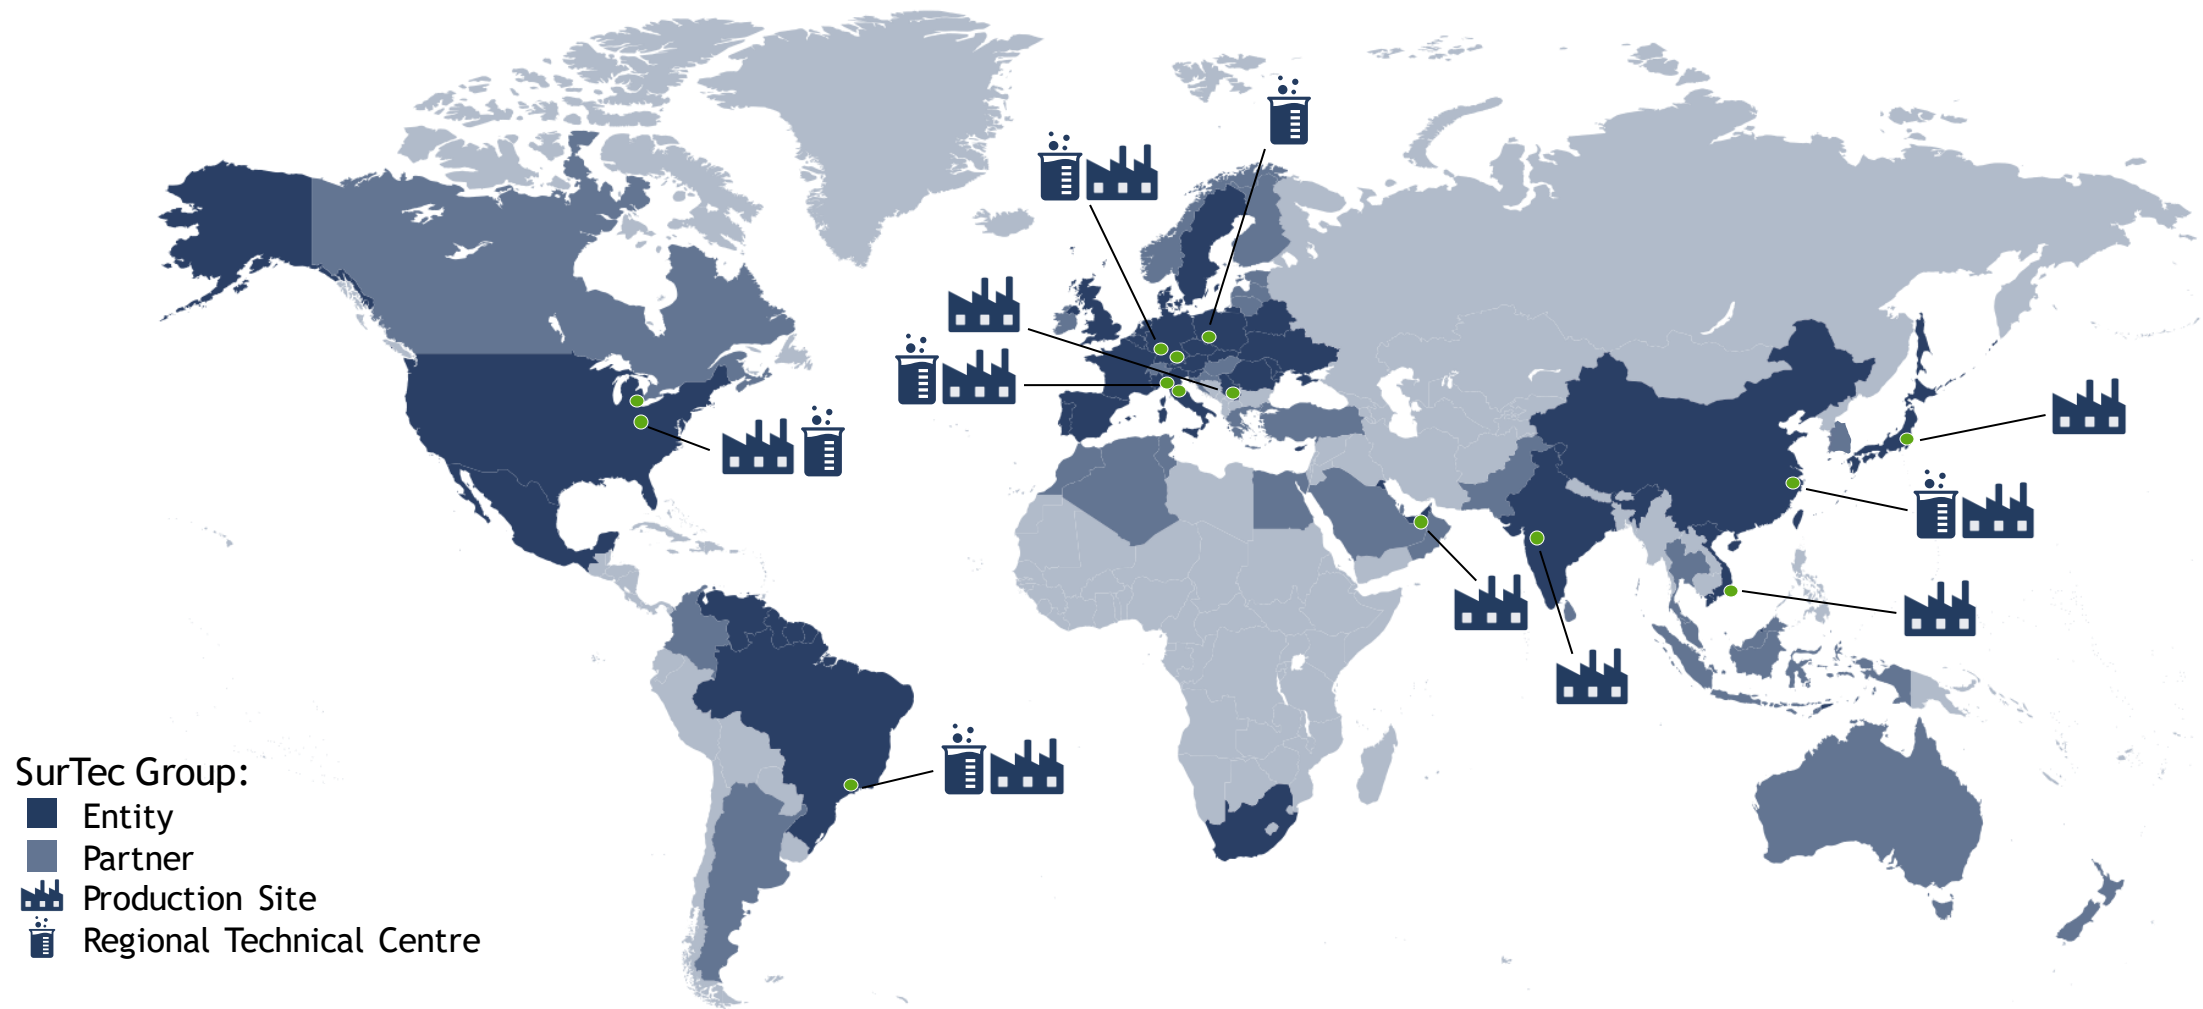 SurTec Group:
Entity
Partner
Production Site
Regional Technical Centre